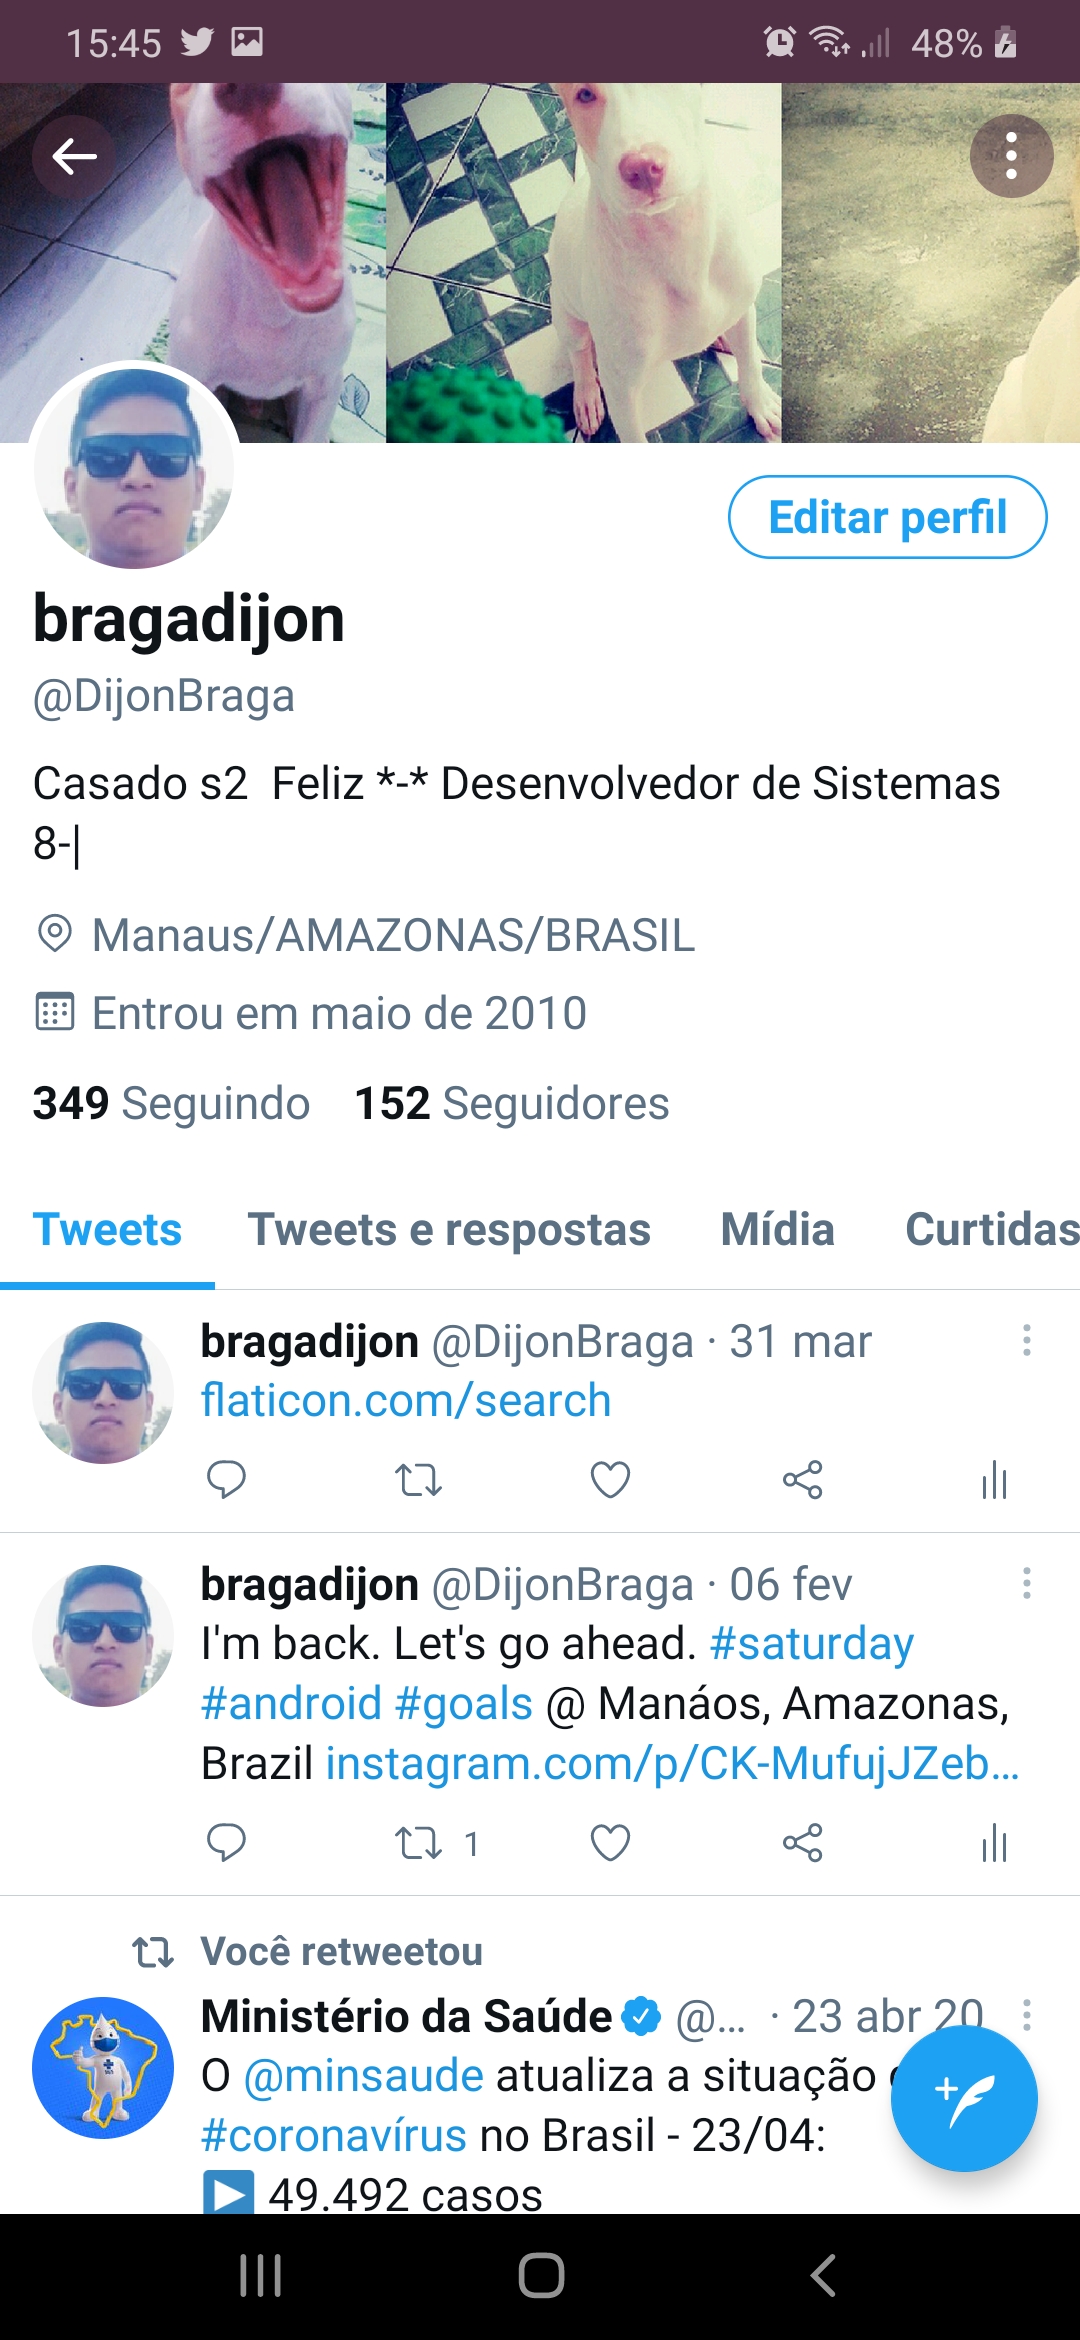 15:45 48%
Editar perfil
bragadijon
@DijonBraga
Casado s2  Feliz *-* Desenvolvedor de Sistemas
8-|
Manaus/AMAZONAS/BRASIL
Entrou em maio de 2010
349 Seguindo 152 Seguidores
Tweets Tweets e respostas Mídia Curtidas
bragadijon @DijonBraga · 31 mar
flaticon.com/search
bragadijon @DijonBraga · 06 fev
I'm back. Let's go ahead. #saturday
#android #goals @ Manáos, Amazonas,
Brazil instagram.com/p/CK-MufujJZeb…
1
Você retweetou
Ministério da Saúde @… · 23 abr 20
O @minsaude atualiza a situação
#coronavírus no Brasil - 23/04:
49.492 casos